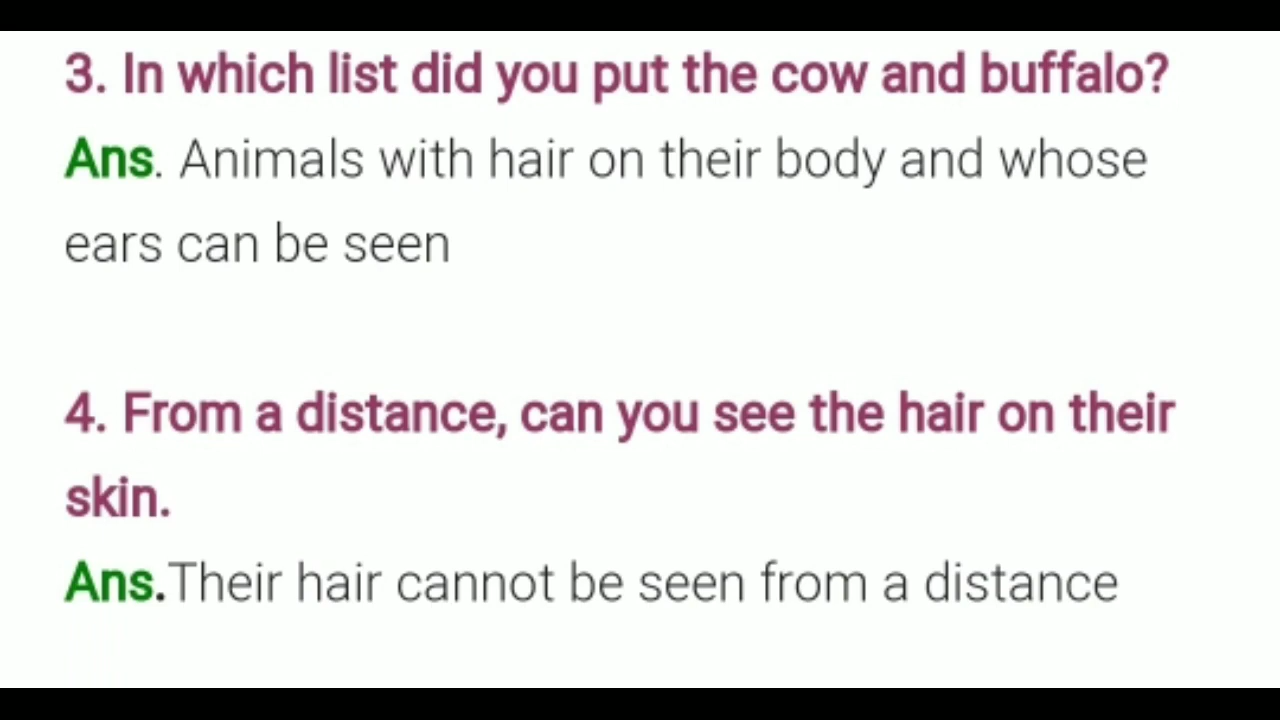 3. In which list did you put the cow and buffalo?
Ans. Animals with hair on their body and whose
ears can be seen
4. From a distance, can you see the hair on their
skin.
Ans.Their hair cannot be seen from a distance